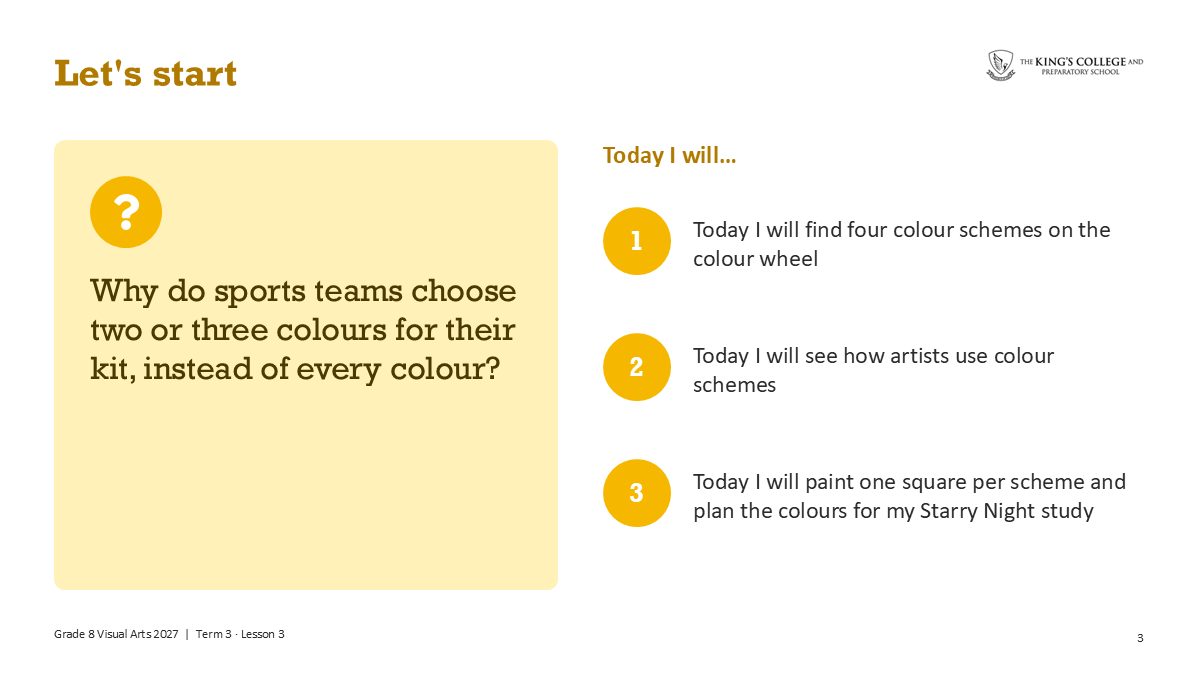 Let's start
THE KING'S COLLEGE AND
PREPARATORY SCHOOL
?
Why do sports teams choose
two or three colours for their
kit, instead of every colour?
Today I will...
1
Today I will find four colour schemes on the
colour wheel
2
Today I will see how artists use colour
schemes
3
Today I will paint one square per scheme and
plan the colours for my Starry Night study
Grade 8 Visual Arts 2027 | Term 3 · Lesson 3
3